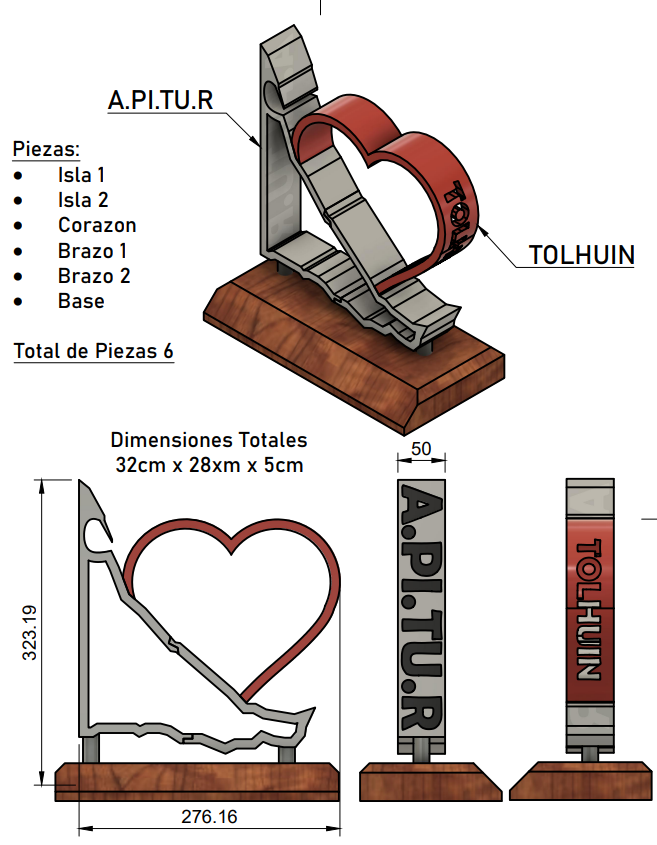 A.PI.TU.R
Piezas:
• Isla 1
• Isla 2
• Corazon
• Brazo 1
• Brazo 2
• Base
Total de Piezas 6
TOLHUIN
TOLHUIN
Dimensiones Totales
32cm x 28xm x 5cm
50
323.19
276.16
A.PI.TU.R
TOLHUIN